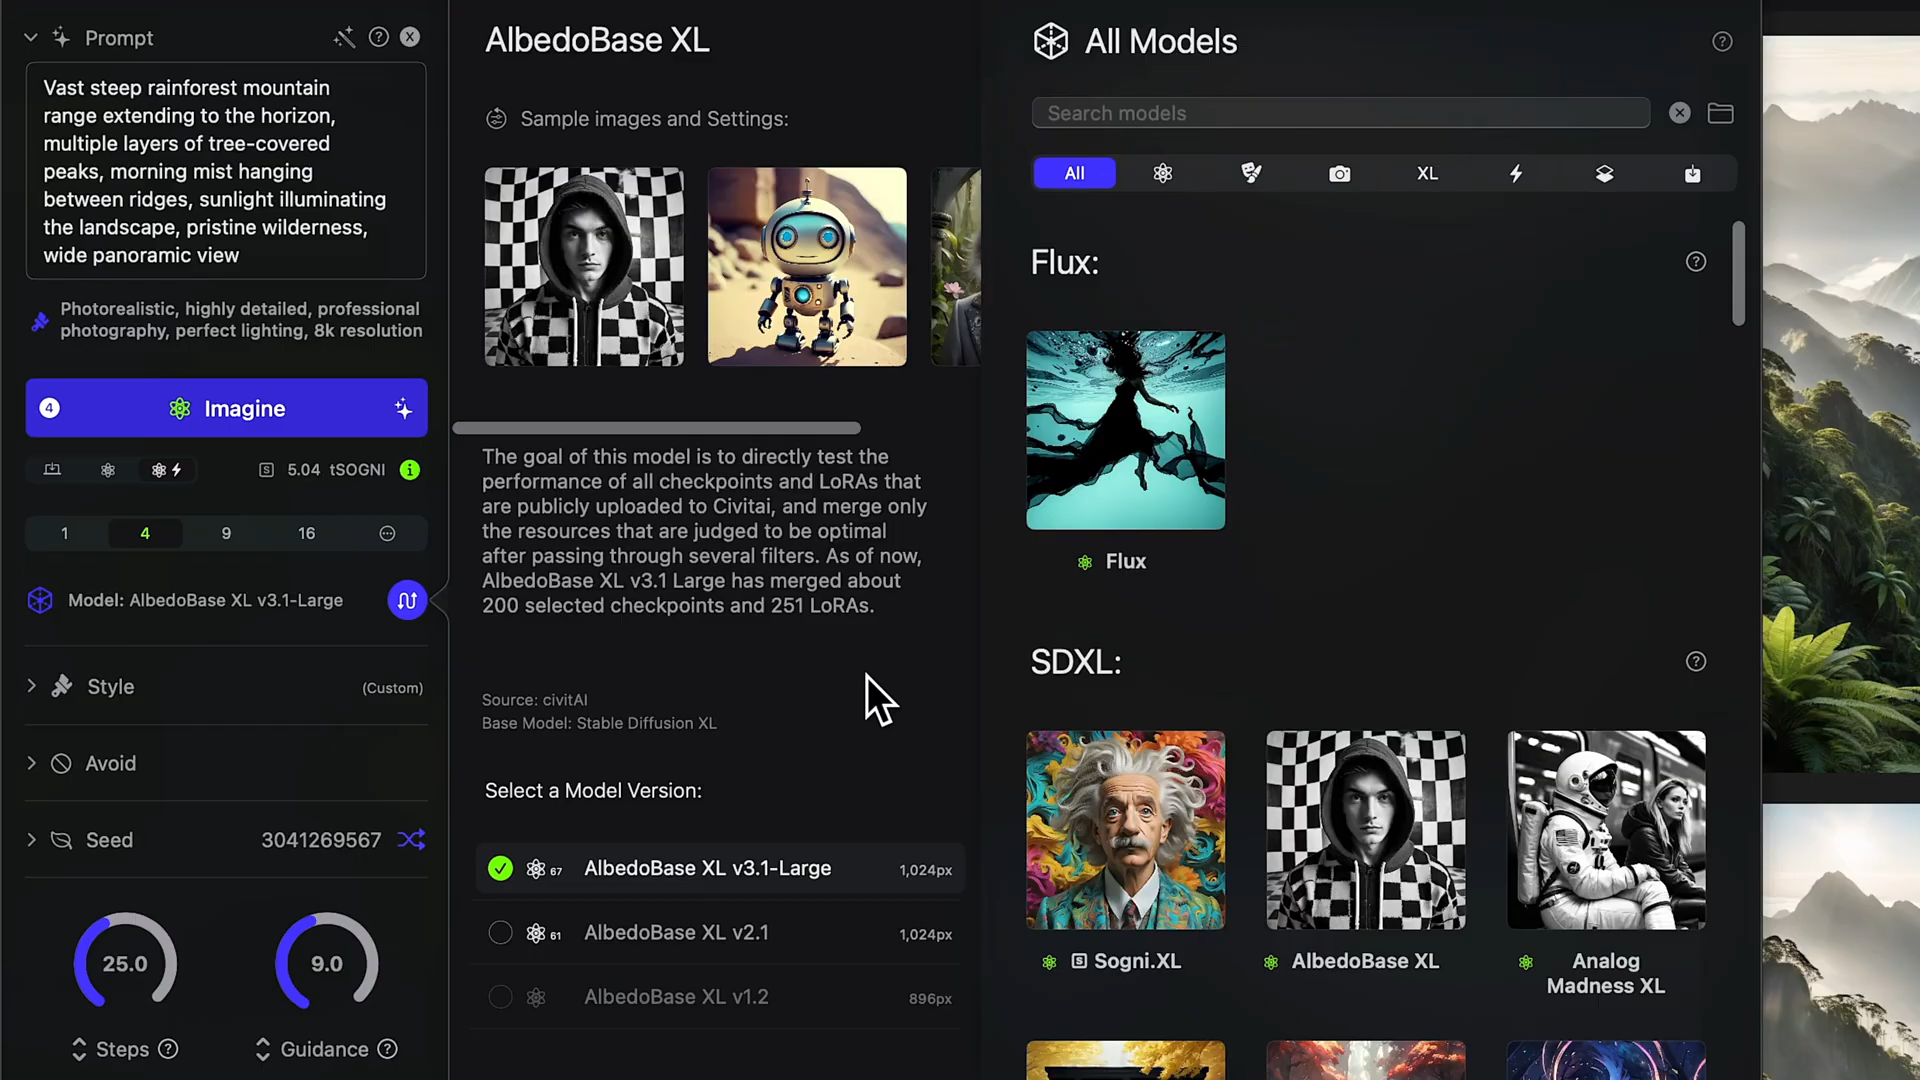 Prompt
Vast steep rainforest mountain
range extending to the horizon,
multiple layers of tree-covered
peaks, morning mist hanging
between ridges, sunlight illuminating
the landscape, pristine wilderness,
wide panoramic view
Photorealistic, highly detailed, professional
photography, perfect lighting, 8k resolution
4 Imagine
5.04 tSOGNI
1 4 9 16
Model: AlbedoBase XL v3.1-Large
Style (Custom)
Avoid
Seed 3041269567
25.0 9.0
Steps Guidance
AlbedoBase XL
Sample images and Settings:
The goal of this model is to directly test the
performance of all checkpoints and LoRAs that
are publicly uploaded to Civitai, and merge only
the resources that are judged to be optimal
after passing through several filters. As of now,
AlbedoBase XL v3.1 Large has merged about
200 selected checkpoints and 251 LoRAs.
Source: civitAI
Base Model: Stable Diffusion XL
Select a Model Version:
67 AlbedoBase XL v3.1-Large 1,024px
61 AlbedoBase XL v2.1 1,024px
AlbedoBase XL v1.2 896px
All Models
Search models
All XL
Flux:
Flux
SDXL:
Sogni.XL
AlbedoBase XL
Analog
Madness XL